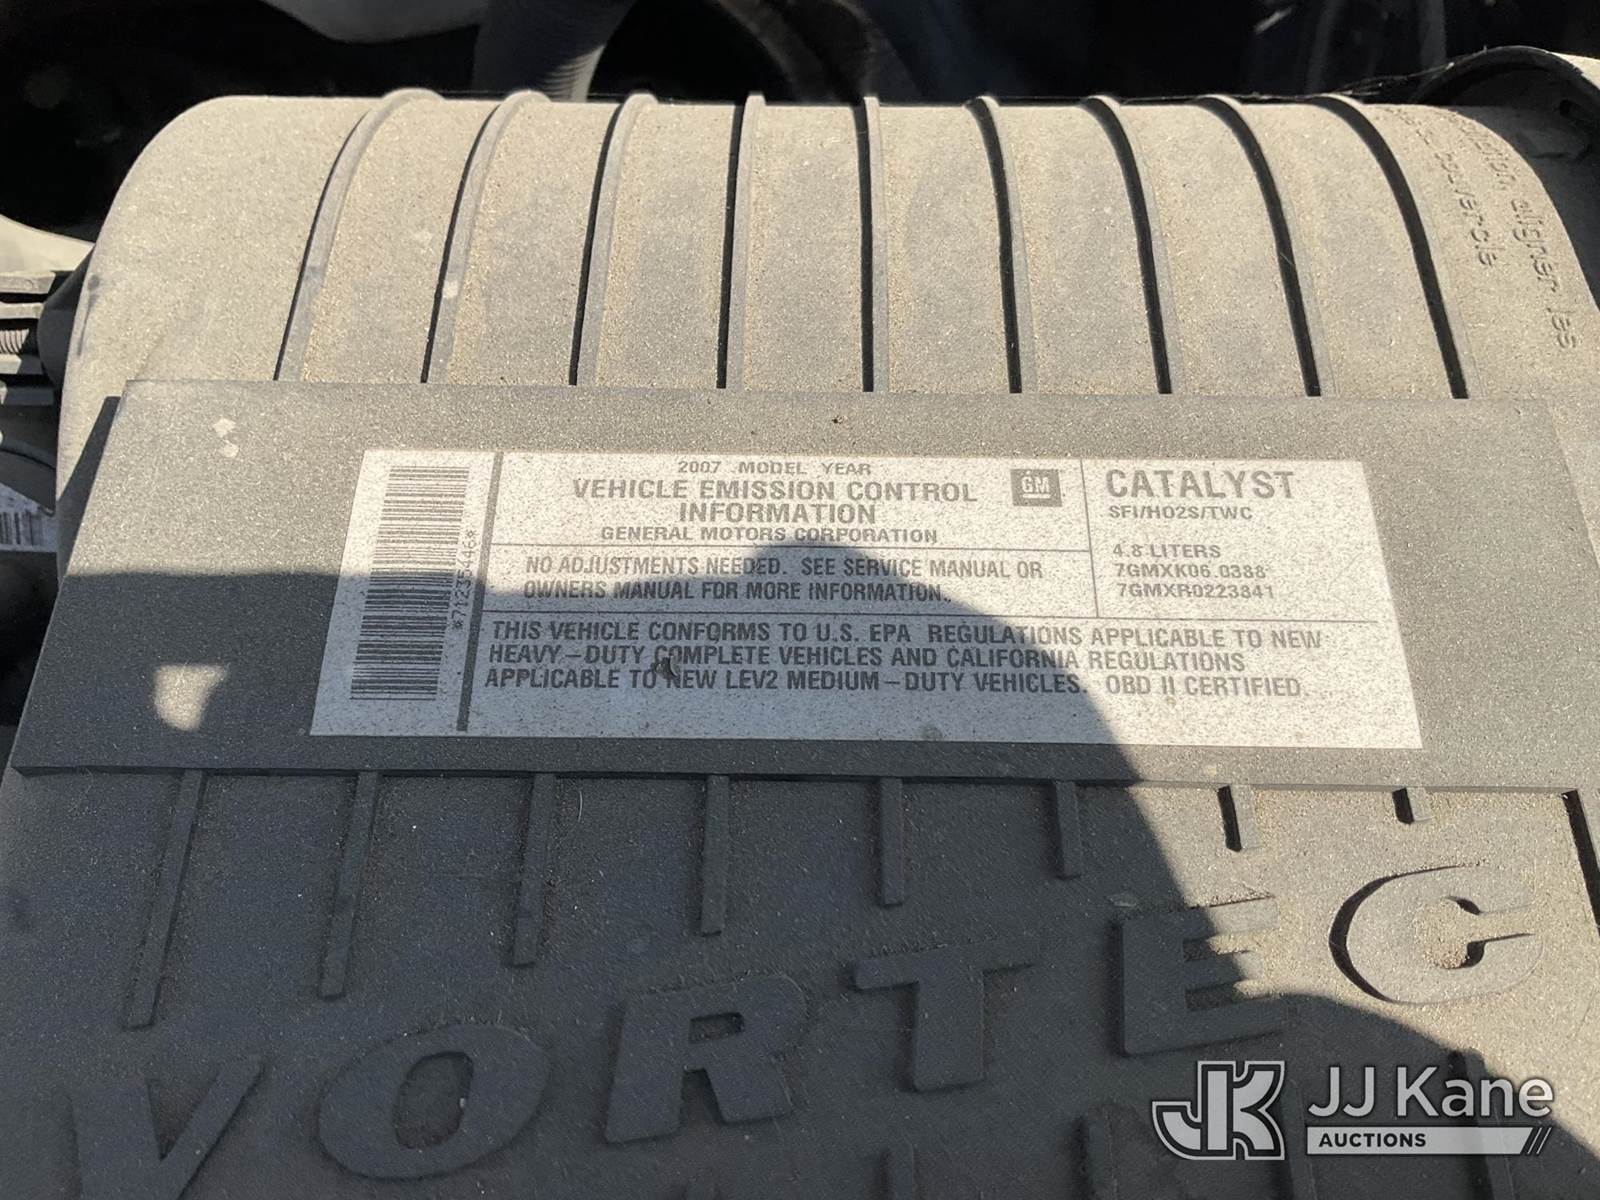 2007 MODEL YEAR
VEHICLE EMISSION CONTROL
INFORMATION
GENERAL MOTORS CORPORATION
GM
NO ADJUSTMENTS NEEDED. SEE SERVICE MANUAL OR
OWNERS MANUAL FOR MORE INFORMATION.
CATALYST
SFI/HO2S/TWC
4.8 LITERS
7GMXK06.0388
7GMXR0223841
THIS VEHICLE CONFORMS TO U.S. EPA REGULATIONS APPLICABLE TO NEW
HEAVY-DUTY COMPLETE VEHICLES AND CALIFORNIA REGULATIONS
APPLICABLE TO NEW LEV2 MEDIUM-DUTY VEHICLES. OBD II CERTIFIED.
*71235446*
VORTEC
JK
JJ Kane
AUCTIONS